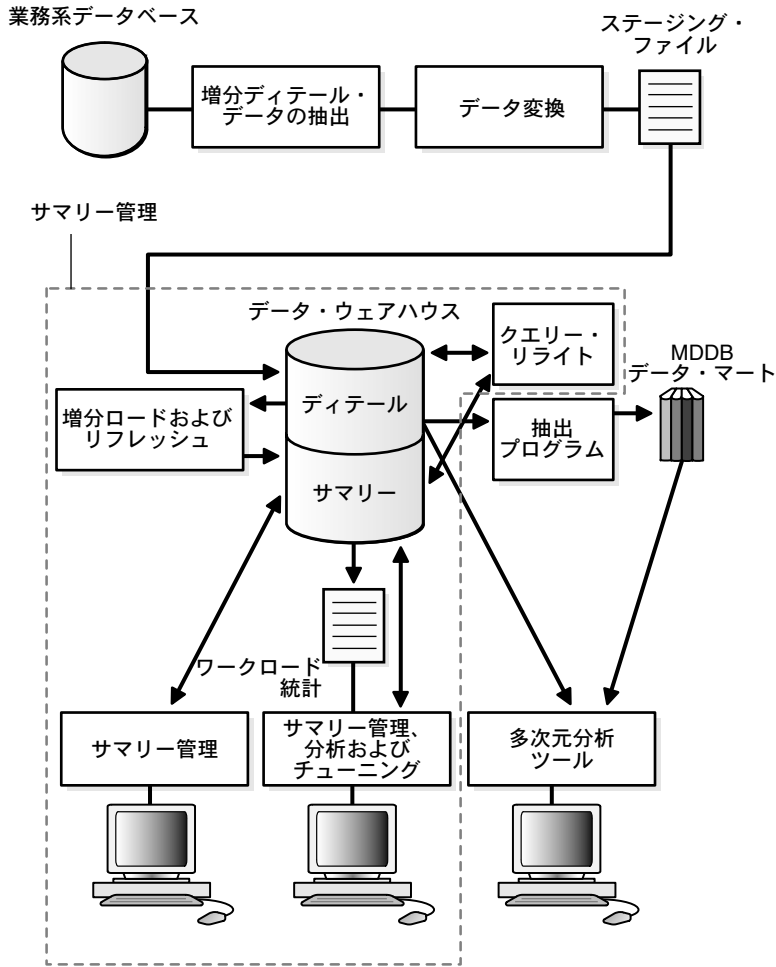 業務系データベース
ステージング・
ファイル
増分ディテール・
データの抽出
データ変換
サマリー管理
データ・ウェアハウス
クエリー・
リライト
MDDB
データ・マート
ディテール
増分ロードおよび
リフレッシュ
抽出
プログラム
サマリー
ワークロード
統計
サマリー管理
サマリー管理、
分析および
チューニング
多次元分析
ツール